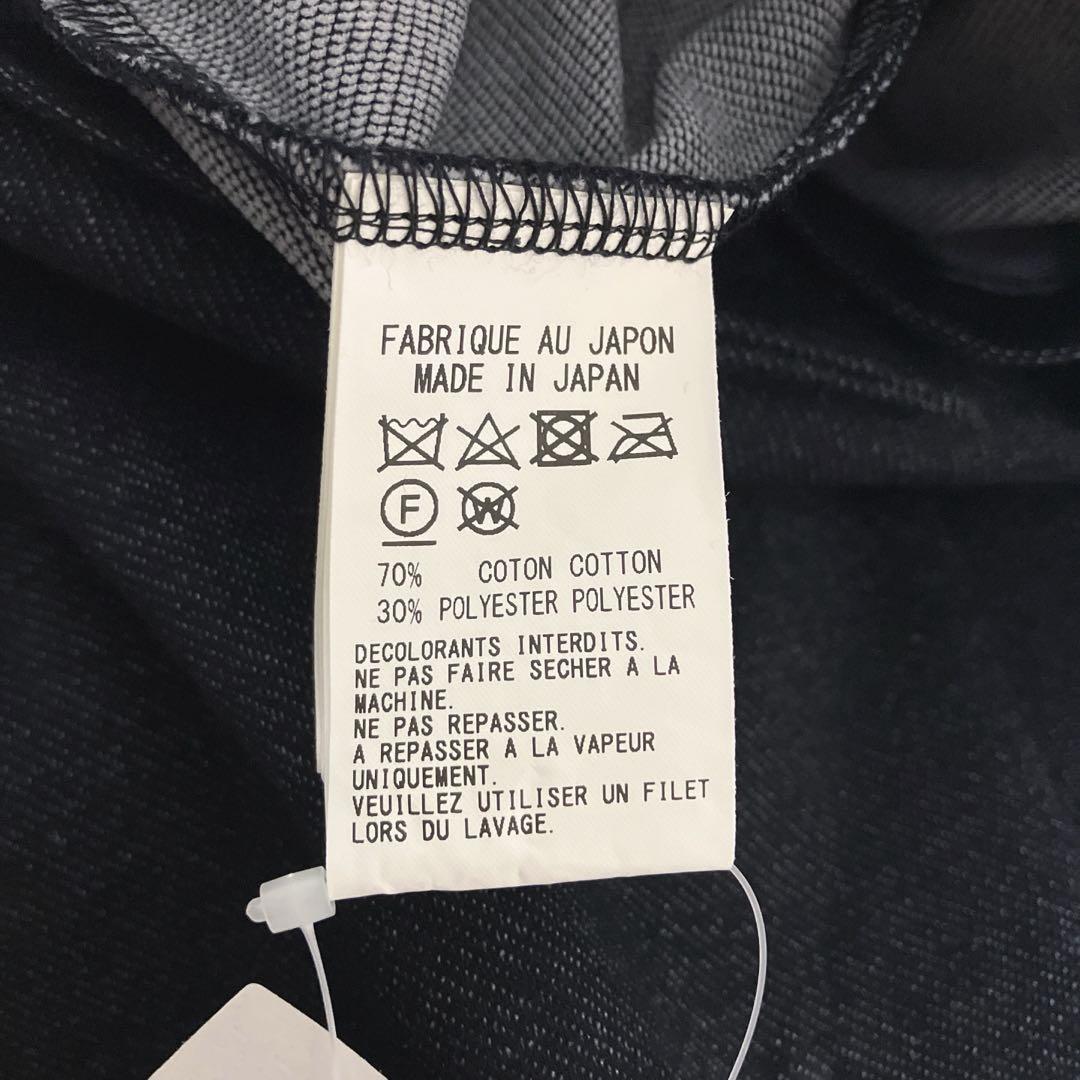 FABRIQUE AU JAPON
MADE IN JAPAN
F W
70% COTON COTTON
30% POLYESTER POLYESTER
DECOLORANTS INTERDITS.
NE PAS FAIRE SECHER A LA
MACHINE.
NE PAS REPASSER.
A REPASSER A LA VAPEUR
UNIQUEMENT.
VEUILLEZ UTILISER UN FILET
LORS DU LAVAGE.